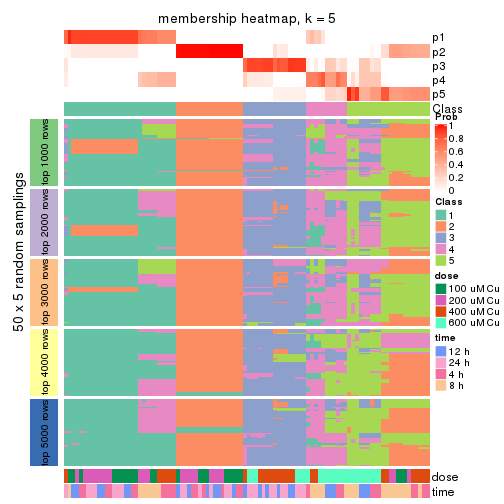 membership heatmap, k = 5
p1
p2
p3
p4
p5
Class
50 x 5 random samplings
top 1000 rows
top 2000 rows
top 3000 rows
top 4000 rows
top 5000 rows
dose
time
Prob
1
0.8
0.6
0.4
0.2
0
Class
1
2
3
4
5
dose
100 uM Cu
200 uM Cu
400 uM Cu
600 uM Cu
time
12 h
24 h
4 h
8 h